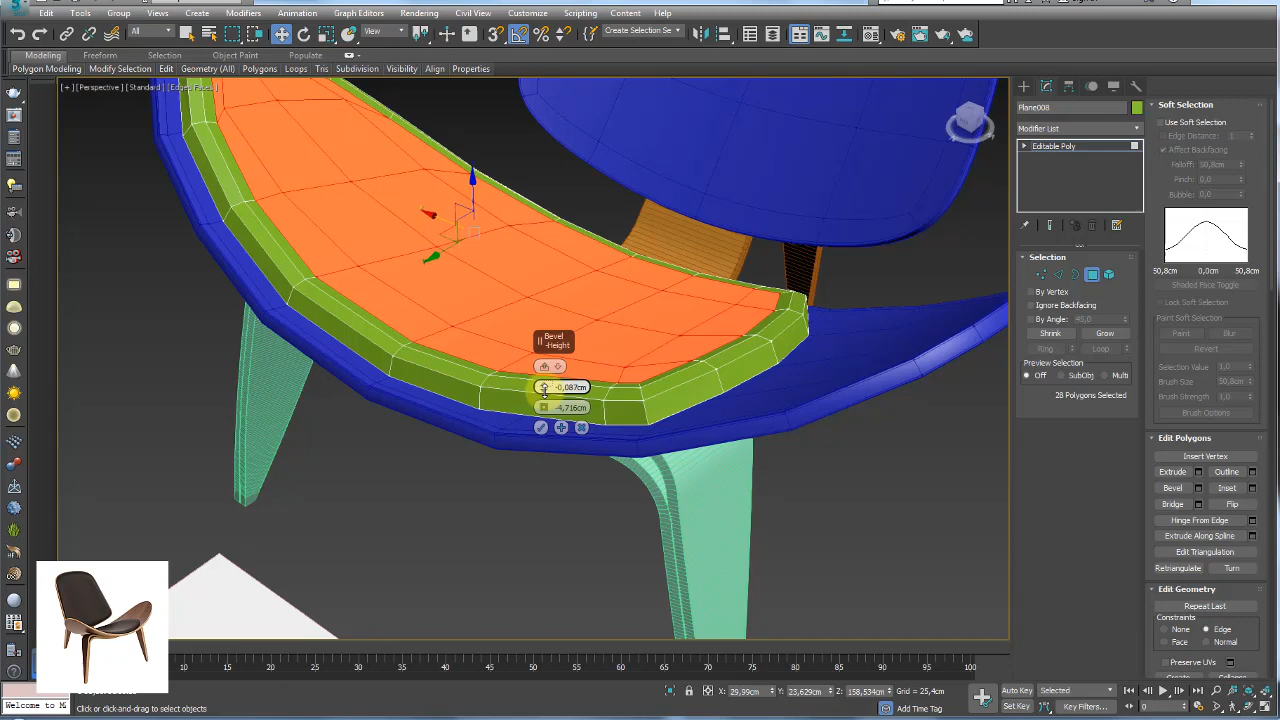 Edit Tools Group Views Create Modifiers Animation Graph Editors Rendering Civil View Customize Scripting Content Help
All View Create Selection Se
Modeling Freeform Selection Object Paint Populate
Polygon Modeling Modify Selection Edit Geometry (All) Polygons Loops Tris Subdivision Visibility Align Properties
[+] [Perspective] [Standard] [Edged Faces]
Bevel
-Height
-0,087cm
-4,716cm
Plane008
Modifier List
Editable Poly
Selection
By Vertex
Ignore Backfacing
By Angle: 45,0
Shrink Grow
Ring Loop
Preview Selection
Off SubObj Multi
28 Polygons Selected
Soft Selection
Use Soft Selection
Edge Distance: 1
Affect Backfacing
Falloff: 50,8cm
Pinch: 0,0
Bubble: 0,0
50,8cm 0,0cm 50,8cm
Shaded Face Toggle
Lock Soft Selection
Paint Soft Selection
Paint Blur
Revert
Selection Value 1,0
Brush Size 50,8cm
Brush Strength 1,0
Brush Options
Edit Polygons
Insert Vertex
Extrude Outline
Bevel Inset
Bridge Flip
Hinge From Edge
Extrude Along Spline
Edit Triangulation
Retriangulate Turn
Edit Geometry
Repeat Last
Constraints
None Edge
Face Normal
Preserve UVs
10 15 20 25 30 35 40 45 50 55 60 65 70 75 80 85 90 95 100
X: 29,99cm Y: 23,629cm Z: 158,534cm Grid = 25,4cm
Auto Key Selected
Welcome to M
Click or click-and-drag to select objects
Add Time Tag
Set Key Key Filters... 0